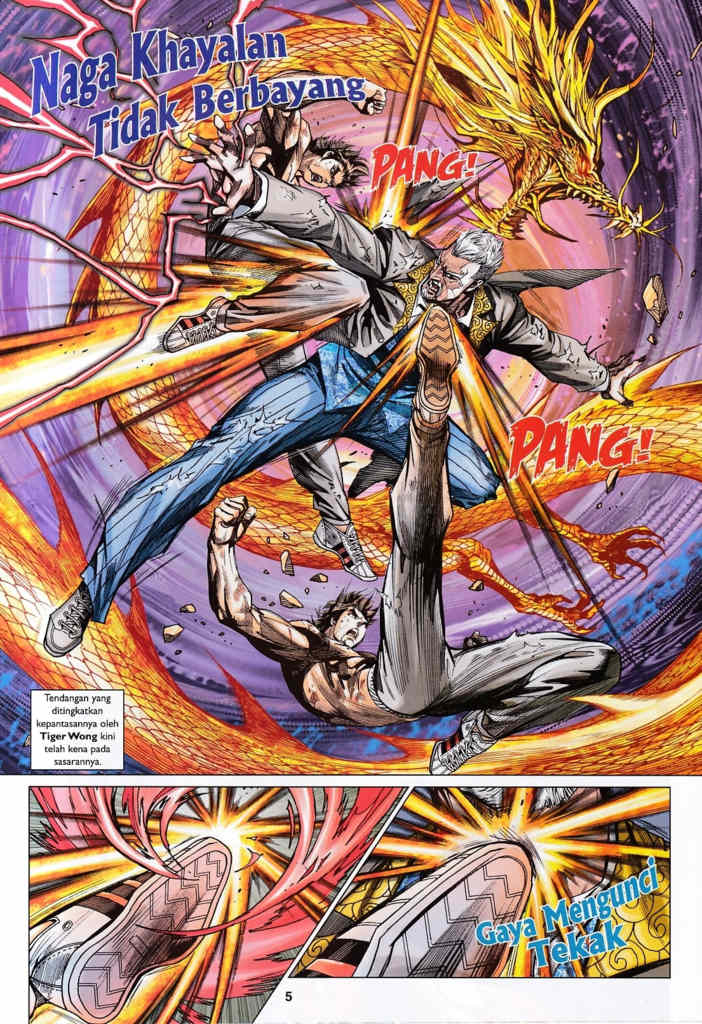 Naga Khayalan
Tidak Berbayang
PANG!
PANG!
Tendangan yang
ditingkatkan
kepantasannya oleh
Tiger Wong kini
telah kena pada
sasarannya.
Gaya Mengunci
Tekak
5